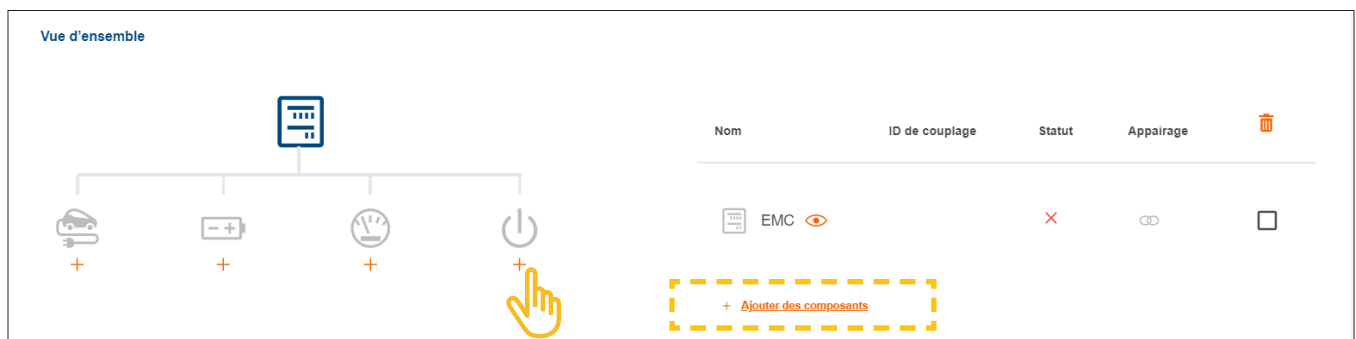 Vue d’ensemble
Nom ID de couplage Statut Appairage
EMC
+ Ajouter des composants